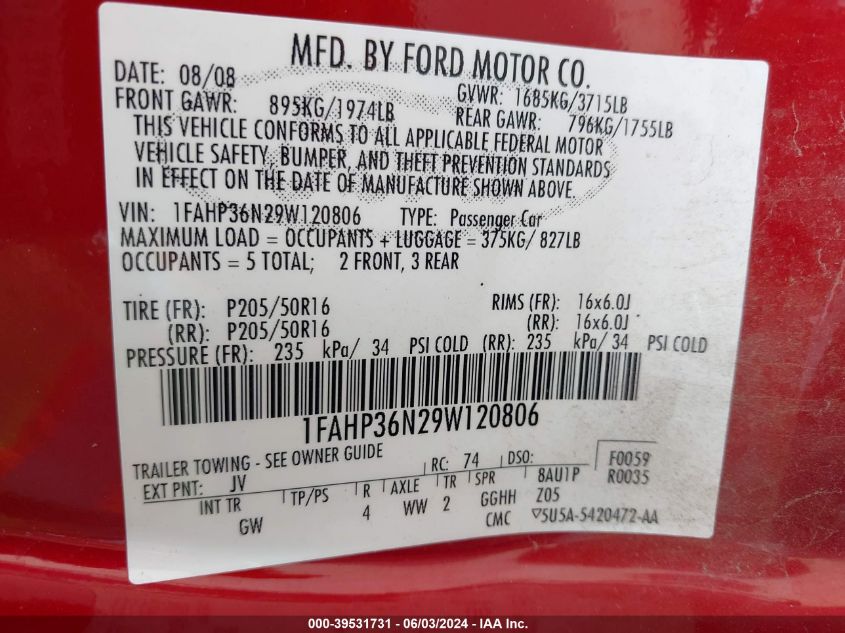 MFD. BY FORD MOTOR CO.
DATE: 08/08 GVWR: 1685KG/3715LB
FRONT GAWR: 895KG/1974LB REAR GAWR: 796KG/1755LB
THIS VEHICLE CONFORMS TO ALL APPLICABLE FEDERAL MOTOR
VEHICLE SAFETY, BUMPER, AND THEFT PREVENTION STANDARDS
IN EFFECT ON THE DATE OF MANUFACTURE SHOWN ABOVE.
VIN: 1FAHP36N29W120806 TYPE: Passenger Car
MAXIMUM LOAD = OCCUPANTS + LUGGAGE = 375KG/ 827LB
OCCUPANTS = 5 TOTAL; 2 FRONT, 3 REAR
TIRE (FR): P205/50R16 RIMS (FR): 16x6.0J
(RR): P205/50R16 (RR): 16x6.0J
PRESSURE (FR): 235 kPa/ 34 PSI COLD (RR): 235 kPa/ 34 PSI COLD
1FAHP36N29W120806
TRAILER TOWING - SEE OWNER GUIDE RC: 74 DSO: F0059
EXT PNT: JV TP/PS R AXLE TR SPR 8AU1P R0035
INT TR 4 WW 2 GGHH Z05
GW CMC ▽5U5A-5420472-AA
000-39531731 - 06/03/2024 - IAA Inc.